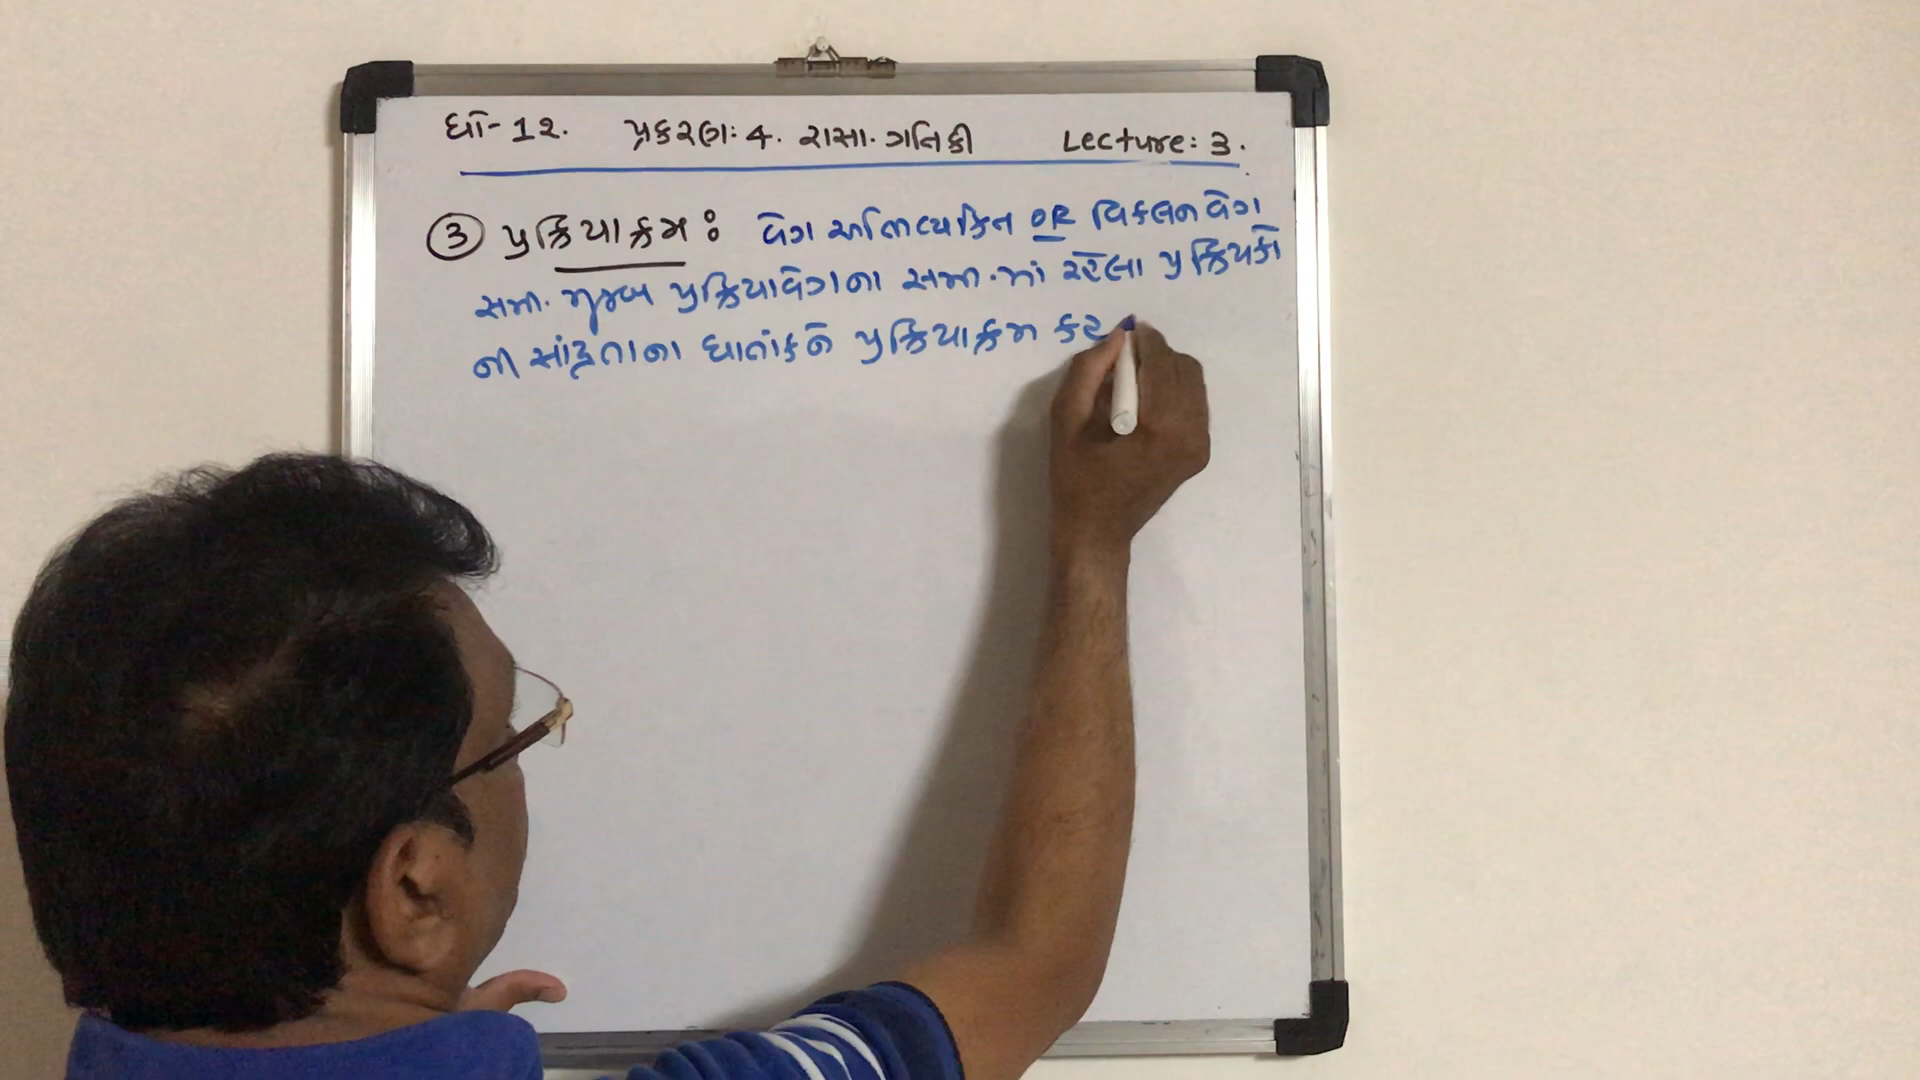 ધો-12. પ્રકરણ: 4. રાસા. ગતિકી Lecture: 3.
③ પ્રક્રિયાક્રમ : વેગ અભિવ્યકિત OR વિકલન વેગ
સમી. મુજબ પ્રક્રિયાવેગના સમી.માં રહેલા પ્રક્રિયકો
ની સાંદ્રતાના ઘાતાંકને પ્રક્રિયાક્રમ કહ